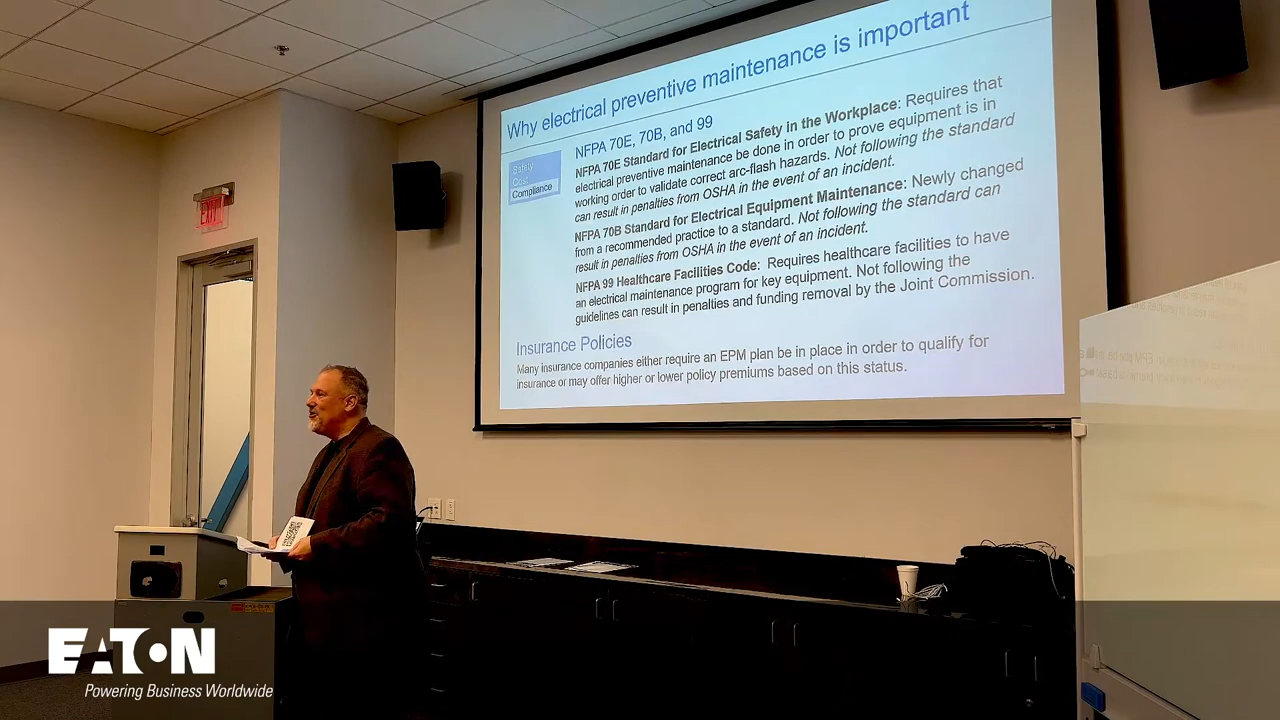 Why electrical preventive maintenance is important
Safety
Cost
Compliance
NFPA 70E, 70B, and 99
NFPA 70E Standard for Electrical Safety in the Workplace: Requires that
electrical preventive maintenance be done in order to prove equipment is in
working order to validate correct arc-flash hazards. Not following the standard
can result in penalties from OSHA in the event of an incident.
NFPA 70B Standard for Electrical Equipment Maintenance: Newly changed
from a recommended practice to a standard. Not following the standard can
result in penalties from OSHA in the event of an incident.
NFPA 99 Healthcare Facilities Code: Requires healthcare facilities to have
an electrical maintenance program for key equipment. Not following the
guidelines can result in penalties and funding removal by the Joint Commission.
Insurance Policies
Many insurance companies either require an EPM plan be in place in order to qualify for
insurance or may offer higher or lower policy premiums based on this status.
EXIT
EATON
Powering Business Worldwide